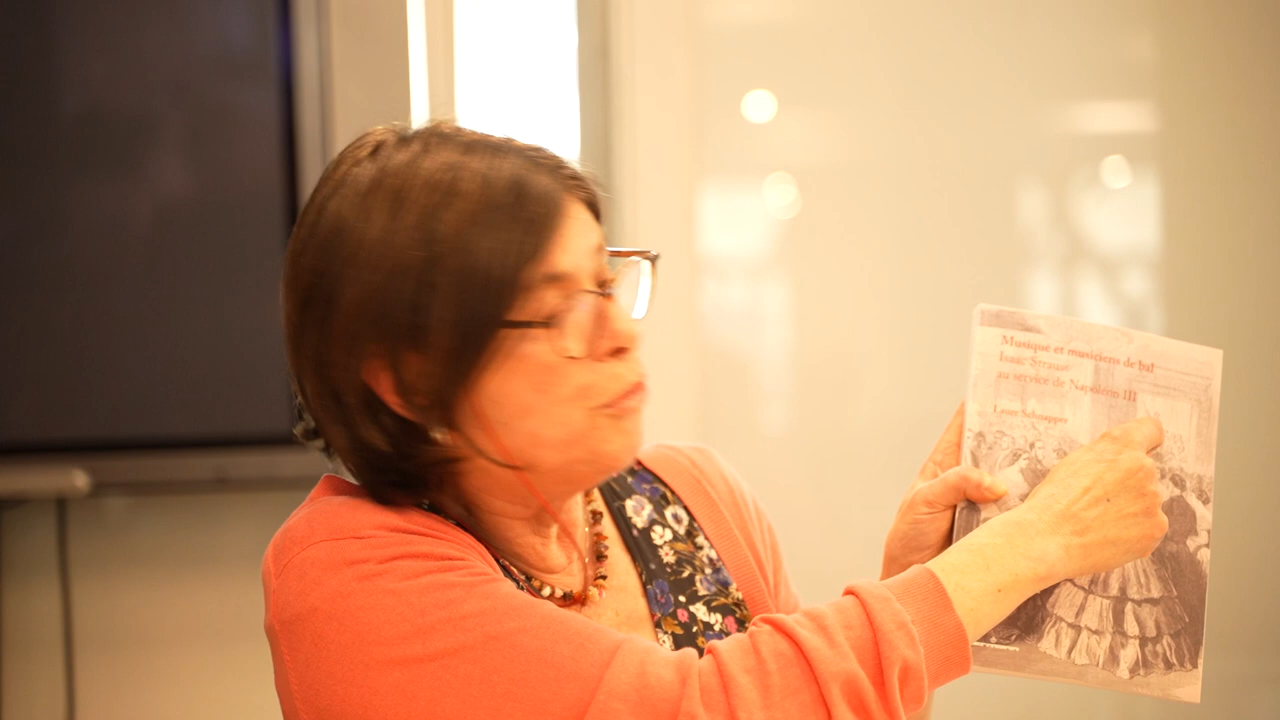 Musique et musiciens de bal
Isaac Strauss
au service de Napoléon III
Laure Schnapper